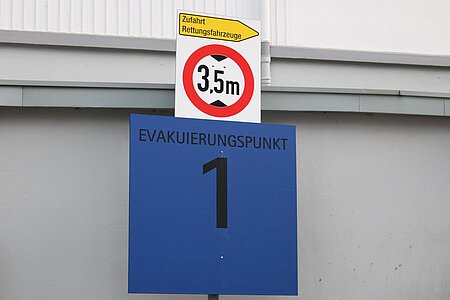 Zufahrt
Rettungsfahrzeuge
3,5m
EVAKUIERUNGSPUNKT
1